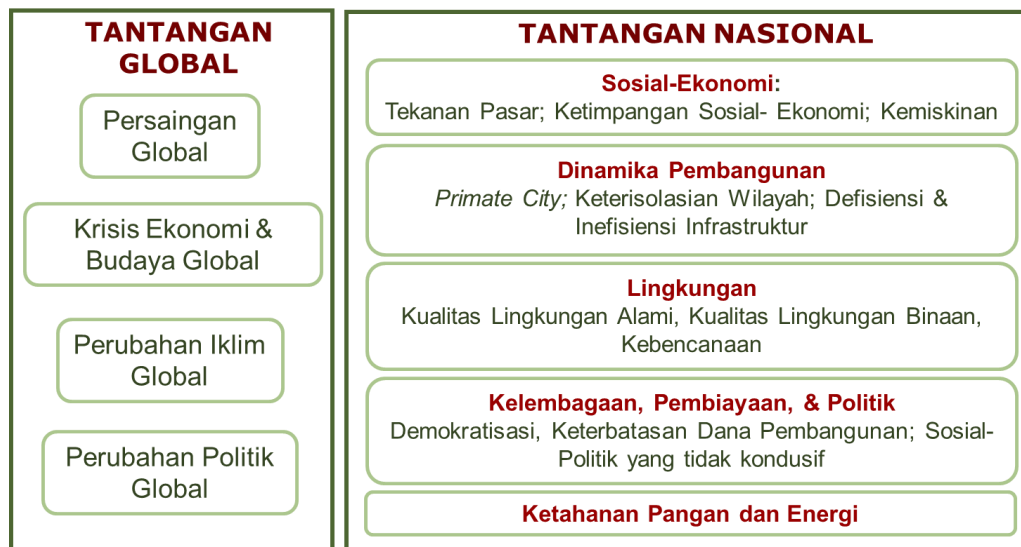 TANTANGAN
GLOBAL
Persaingan
Global
Krisis Ekonomi &
Budaya Global
Perubahan Iklim
Global
Perubahan Politik
Global
TANTANGAN NASIONAL
Sosial-Ekonomi:
Tekanan Pasar; Ketimpangan Sosial- Ekonomi; Kemiskinan
Dinamika Pembangunan
Primate City; Keterisolasian Wilayah; Defisiensi &
Inefisiensi Infrastruktur
Lingkungan
Kualitas Lingkungan Alami, Kualitas Lingkungan Binaan,
Kebencanaan
Kelembagaan, Pembiayaan, & Politik
Demokratisasi, Keterbatasan Dana Pembangunan; Sosial-
Politik yang tidak kondusif
Ketahanan Pangan dan Energi